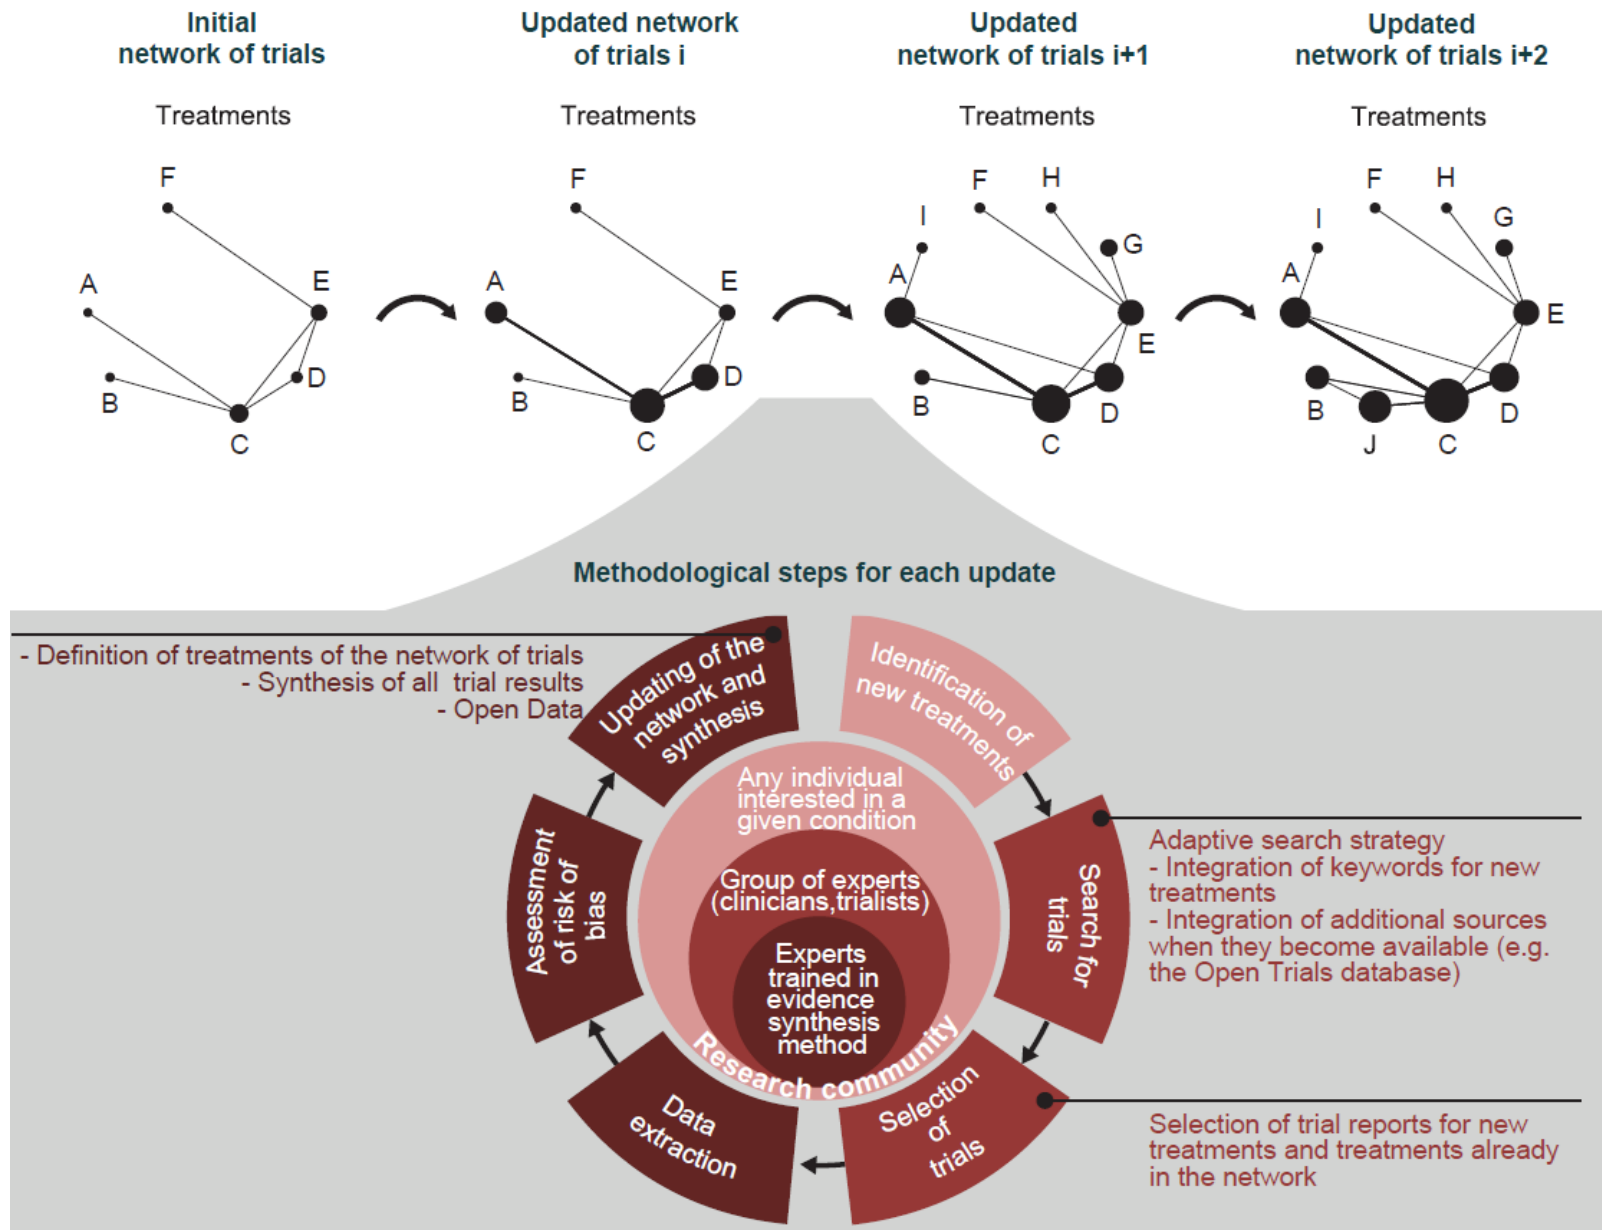 Initial
network of trials
Treatments
F
A
E
D
B
C
Updated network
of trials i
Treatments
F
A
E
D
B
C
Updated
network of trials i+1
Treatments
F
H
I
G
A
E
B
D
C
Updated
network of trials i+2
Treatments
F
H
I
G
A
E
B
D
J
C
Methodological steps for each update
- Definition of treatments of the network of trials
- Synthesis of all trial results
- Open Data
Updating of the
network and
synthesis
Identification of
new treatments
Search for
trials
Adaptive search strategy
- Integration of keywords for new
treatments
- Integration of additional sources
when they become available (e.g.
the Open Trials database)
Selection
of
trials
Selection of trial reports for new
treatments and treatments already
in the network
Data
extraction
Assessment
of risk of
bias
Any individual
interested in a
given condition
Group of experts
(clinicians,trialists)
Experts
trained in
evidence
synthesis
method
Research community